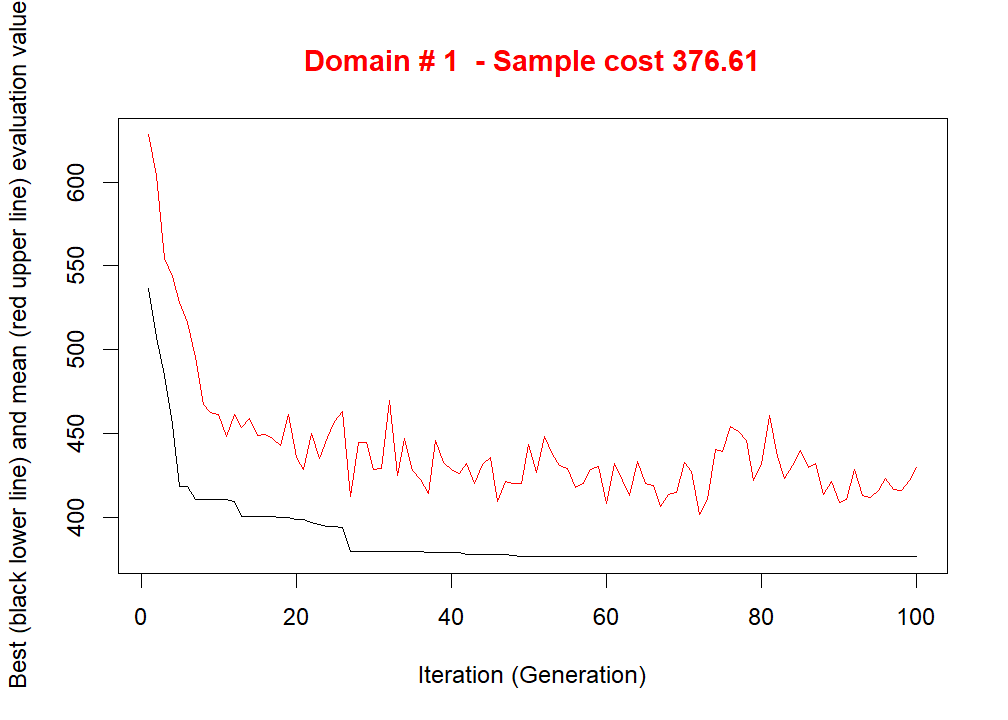 Domain # 1  - Sample cost 376.61
Best (black lower line) and mean (red upper line) evaluation value
600
550
500
450
400
0 20 40 60 80 100
Iteration (Generation)